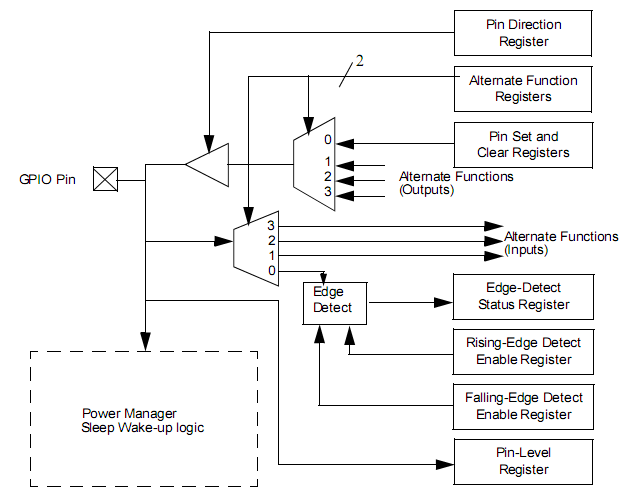 Pin Direction
Register
2
Alternate Function
Registers
0
Pin Set and
Clear Registers
1
2
3
Alternate Functions
(Outputs)
GPIO Pin
3
2
1
0
Alternate Functions
(Inputs)
Edge
Detect
Edge-Detect
Status Register
Rising-Edge Detect
Enable Register
Falling-Edge Detect
Enable Register
Power Manager
Sleep Wake-up logic
Pin-Level
Register